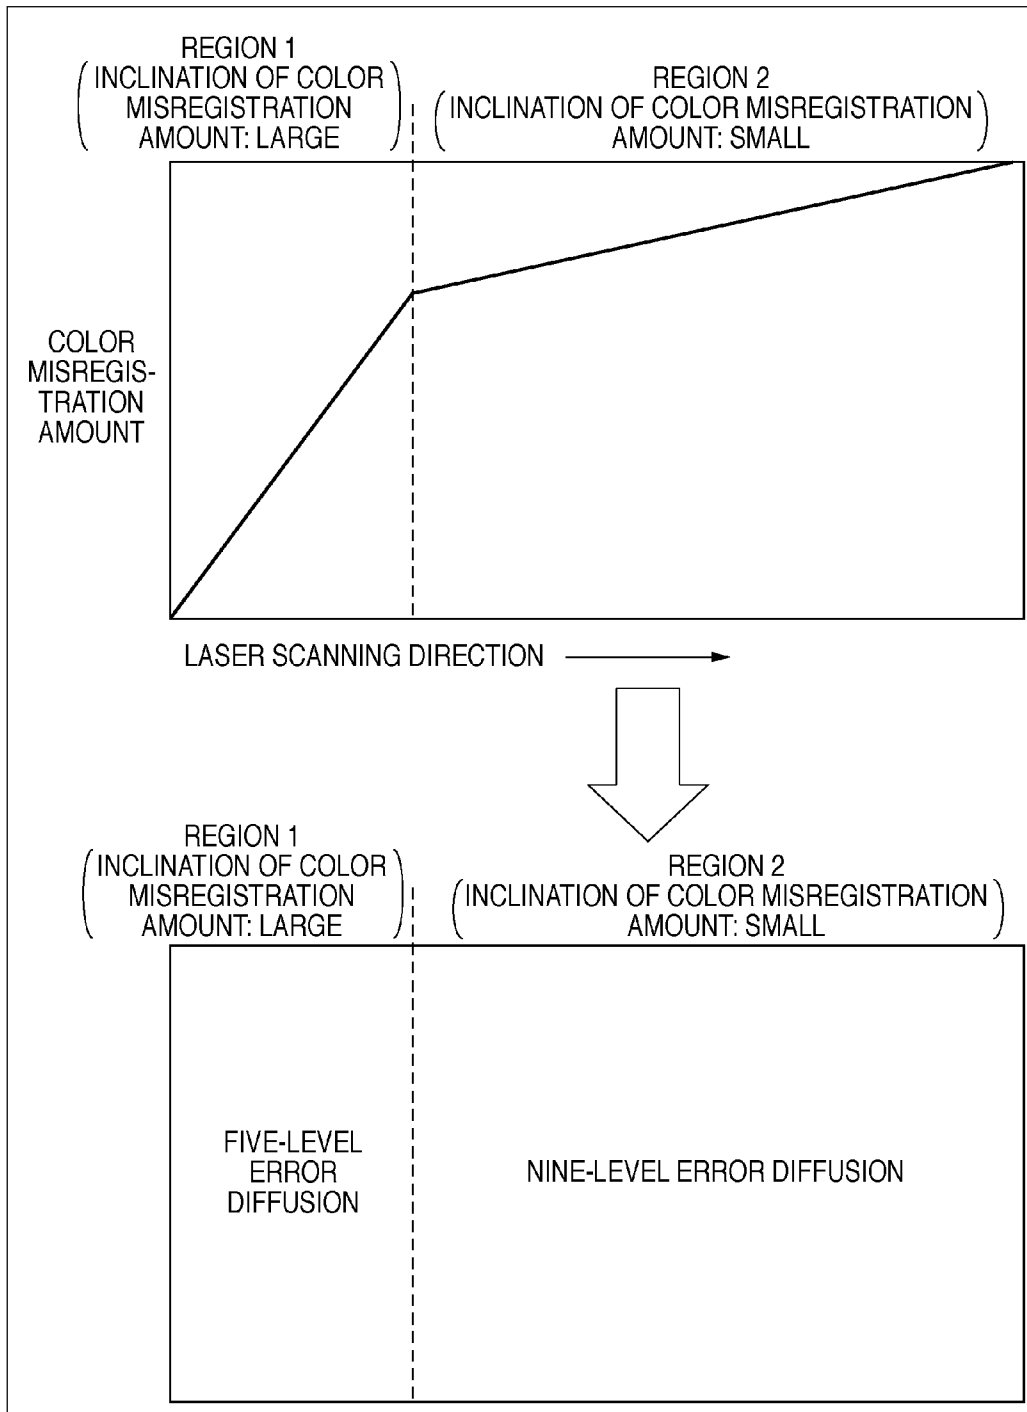 REGION 1
(INCLINATION OF COLOR
MISREGISTRATION
AMOUNT: LARGE)
REGION 2
(INCLINATION OF COLOR MISREGISTRATION
AMOUNT: SMALL)
COLOR
MISREGIS-
TRATION
AMOUNT
LASER SCANNING DIRECTION
REGION 1
(INCLINATION OF COLOR
MISREGISTRATION
AMOUNT: LARGE)
REGION 2
(INCLINATION OF COLOR MISREGISTRATION
AMOUNT: SMALL)
FIVE-LEVEL
ERROR
DIFFUSION
NINE-LEVEL ERROR DIFFUSION